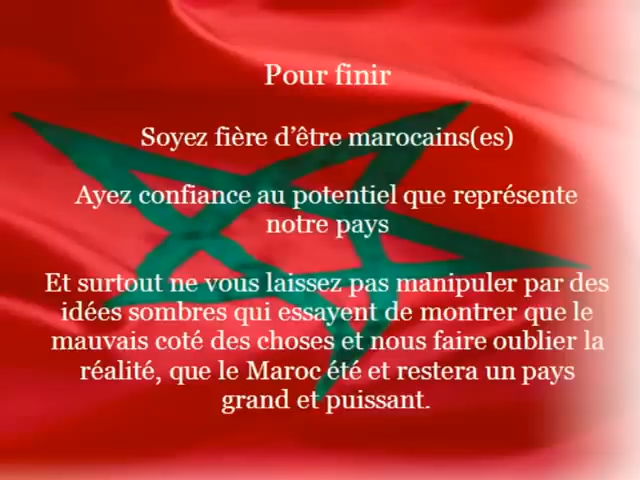 Pour finir
Soyez fière d'être marocains(es)
Ayez confiance au potentiel que représente
notre pays
Et surtout ne vous laissez pas manipuler par des
idées sombres qui essayent de montrer que le
mauvais coté des choses et nous faire oublier la
réalité, que le Maroc été et restera un pays
grand et puissant.